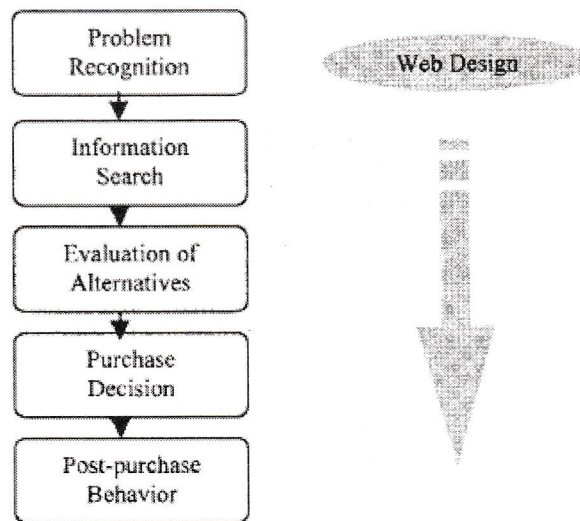 Problem
Recognition
Web Design
Information
Search
Evaluation of
Alternatives
Purchase
Decision
Post-purchase
Behavior